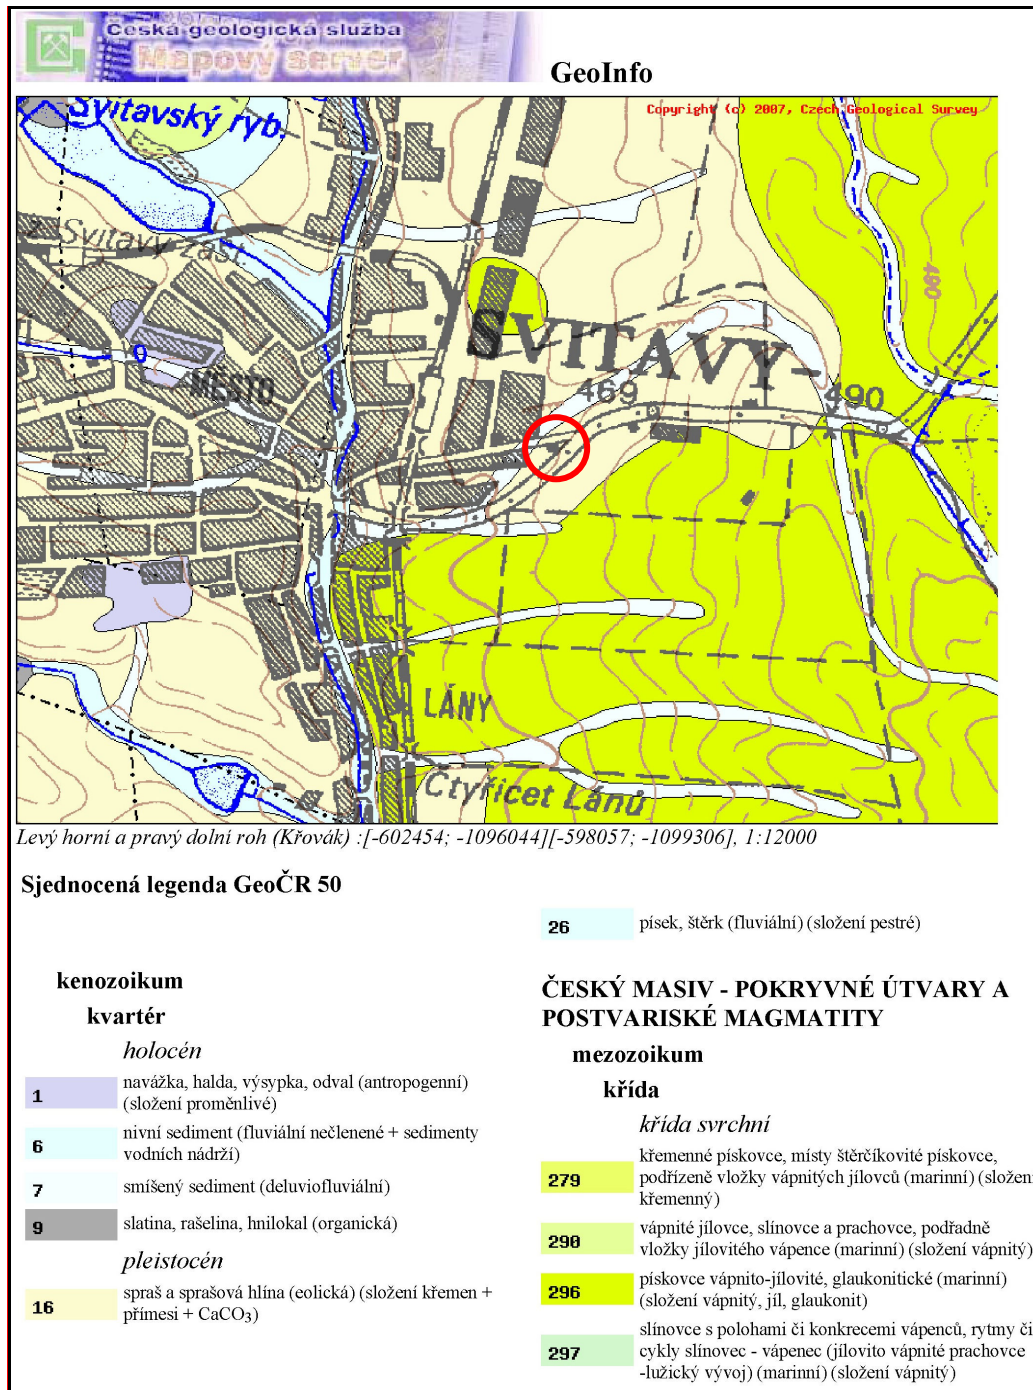 Česká geologická služba
Mapový server
GeoInfo
Copyright (c) 2007, Czech Geological Survey
Svitavský ryb.
Svitavy zast.
490
SVITAVY
MĚSTO
469
490
LÁNY
Čtyřicet Lánů
Levý horní a pravý dolní roh (Křovák) :[-602454; -1096044][-598057; -1099306], 1:12000
Sjednocená legenda GeoČR 50
kenozoikum
kvartér
holocén
1 navážka, halda, výsypka, odval (antropogenní)
(složení proměnlivé)
6 nivní sediment (fluviální nečlenené + sedimenty
vodních nádrží)
7 smíšený sediment (deluviofluviální)
9 slatina, rašelina, hnilokal (organická)
pleistocén
16 spraš a sprašová hlína (eolická) (složení křemen +
přímesi + CaCO3)
26 písek, štěrk (fluviální) (složení pestré)
ČESKÝ MASIV - POKRYVNÉ ÚTVARY A
POSTVARISKÉ MAGMATITY
mezozoikum
křída
křída svrchní
křemenné pískovce, místy štěrčíkovité pískovce,
279 podřízeně vložky vápnitých jílovců (marinní) (složení
křemenný)
290 vápnité jílovce, slínovce a prachovce, podřadně
vložky jílovitého vápence (marinní) (složení vápnitý)
296 pískovce vápnito-jílovité, glaukonitické (marinní)
(složení vápnitý, jíl, glaukonit)
slínovce s polohami či konkrecemi vápenců, rytmy či
297 cykly slínovec - vápenec (jílovito vápnité prachovce
-lužický vývoj) (marinní) (složení vápnitý)